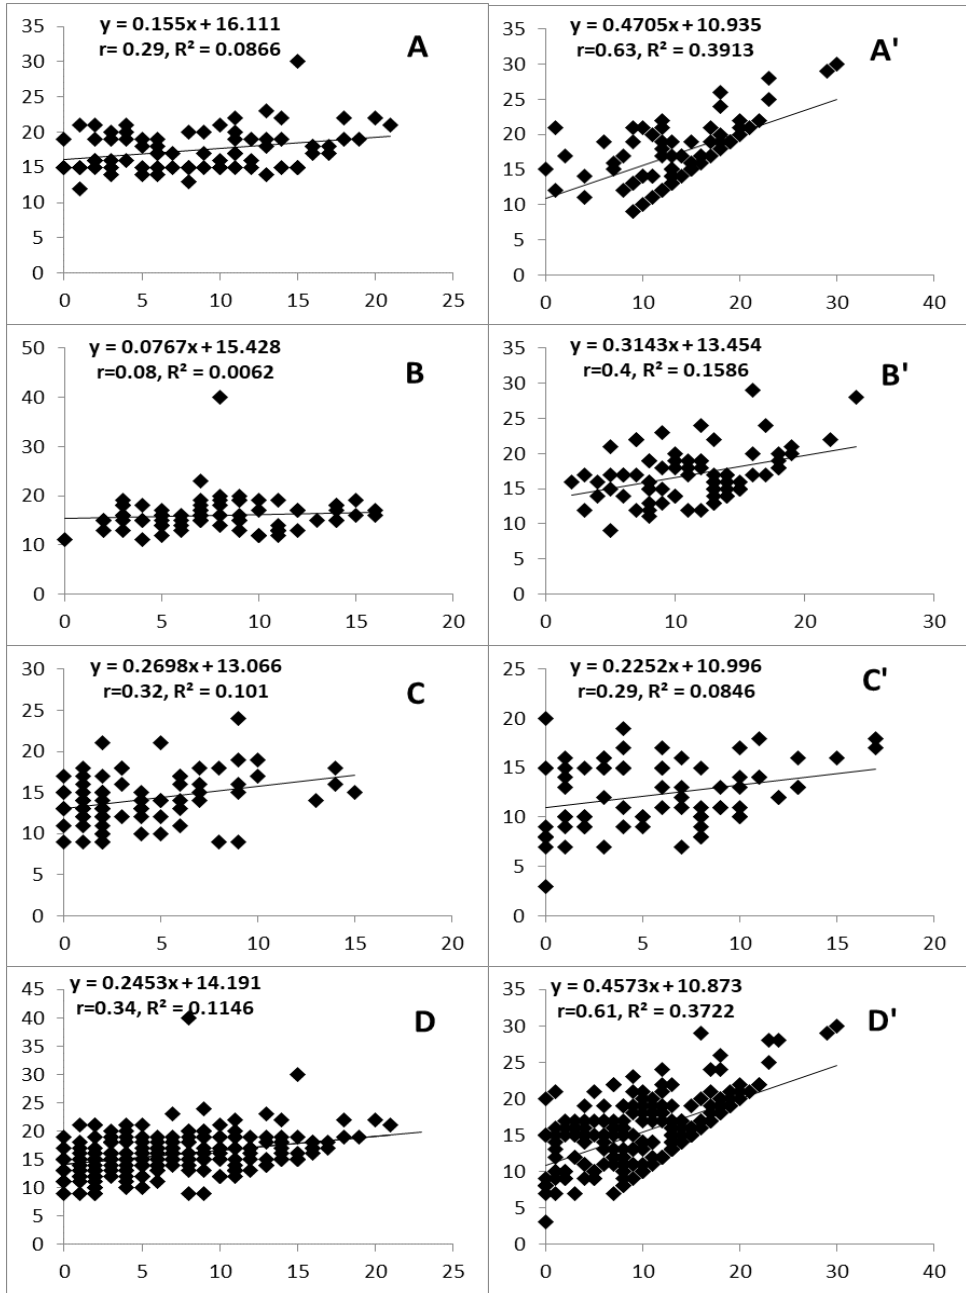 y = 0.155x + 16.111
r= 0.29, R² = 0.0866
A
35
30
25
20
15
10
5
0
0 5 10 15 20 25
y = 0.4705x + 10.935
r=0.63, R² = 0.3913
A'
35
30
25
20
15
10
5
0
0 10 20 30 40
y = 0.0767x + 15.428
r=0.08, R² = 0.0062
B
50
40
30
20
10
0
0 5 10 15 20
y = 0.3143x + 13.454
r=0.4, R² = 0.1586
B'
35
30
25
20
15
10
5
0
0 10 20 30
y = 0.2698x + 13.066
r=0.32, R² = 0.101
C
30
25
20
15
10
5
0
0 5 10 15 20
y = 0.2252x + 10.996
r=0.29, R² = 0.0846
C'
25
20
15
10
5
0
0 5 10 15 20
y = 0.2453x + 14.191
r=0.34, R² = 0.1146
D
45
40
35
30
25
20
15
10
5
0
0 5 10 15 20 25
y = 0.4573x + 10.873
r=0.61, R² = 0.3722
D'
35
30
25
20
15
10
5
0
0 10 20 30 40